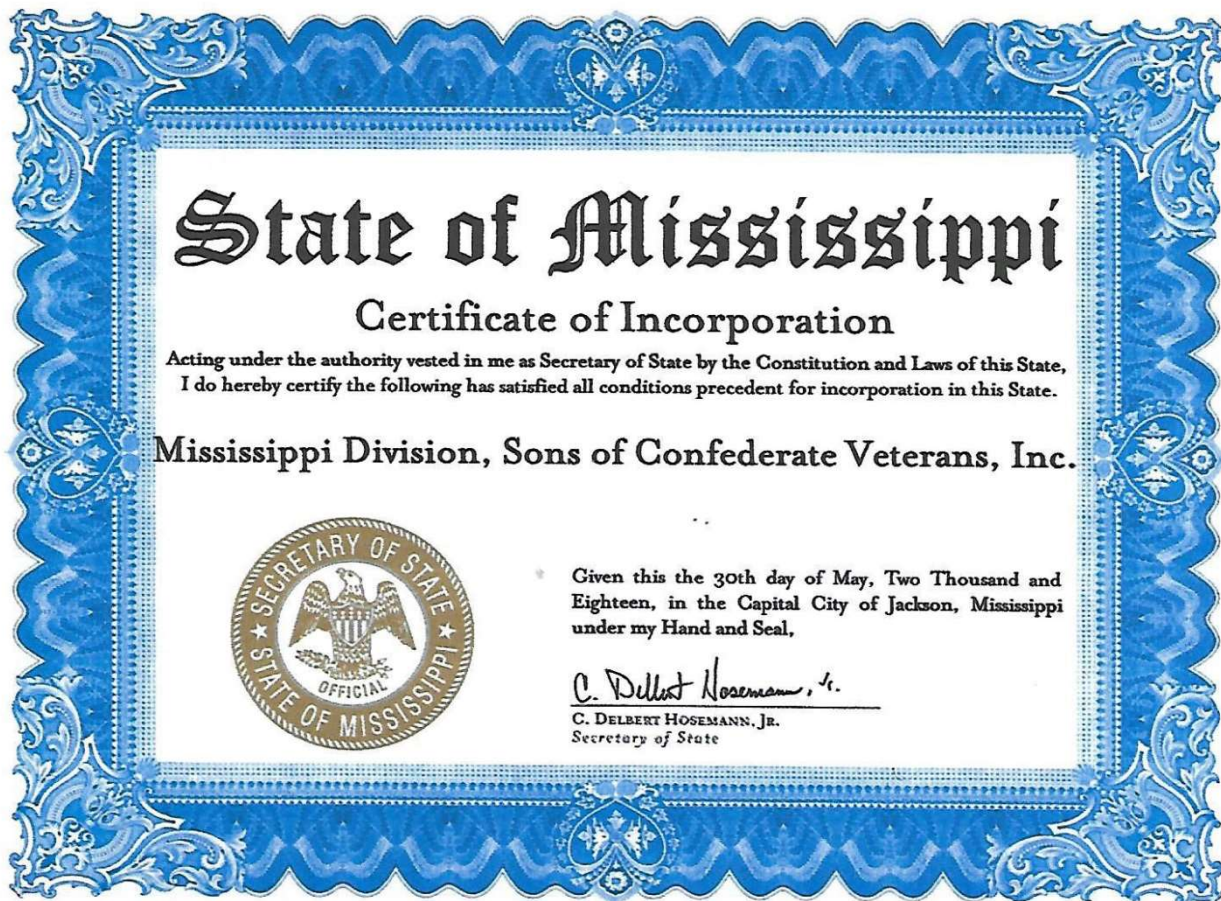 State of Mississippi
Certificate of Incorporation
Acting under the authority vested in me as Secretary of State by the Constitution and Laws of this State,
I do hereby certify the following has satisfied all conditions precedent for incorporation in this State.
Mississippi Division, Sons of Confederate Veterans, Inc.
SECRETARY OF STATE
STATE OF MISSISSIPPI
OFFICIAL
Given this the 30th day of May, Two Thousand and
Eighteen, in the Capital City of Jackson, Mississippi
under my Hand and Seal,
C. Delbert Hosemann, Jr.
C. DELBERT HOSEMANN, JR.
Secretary of State